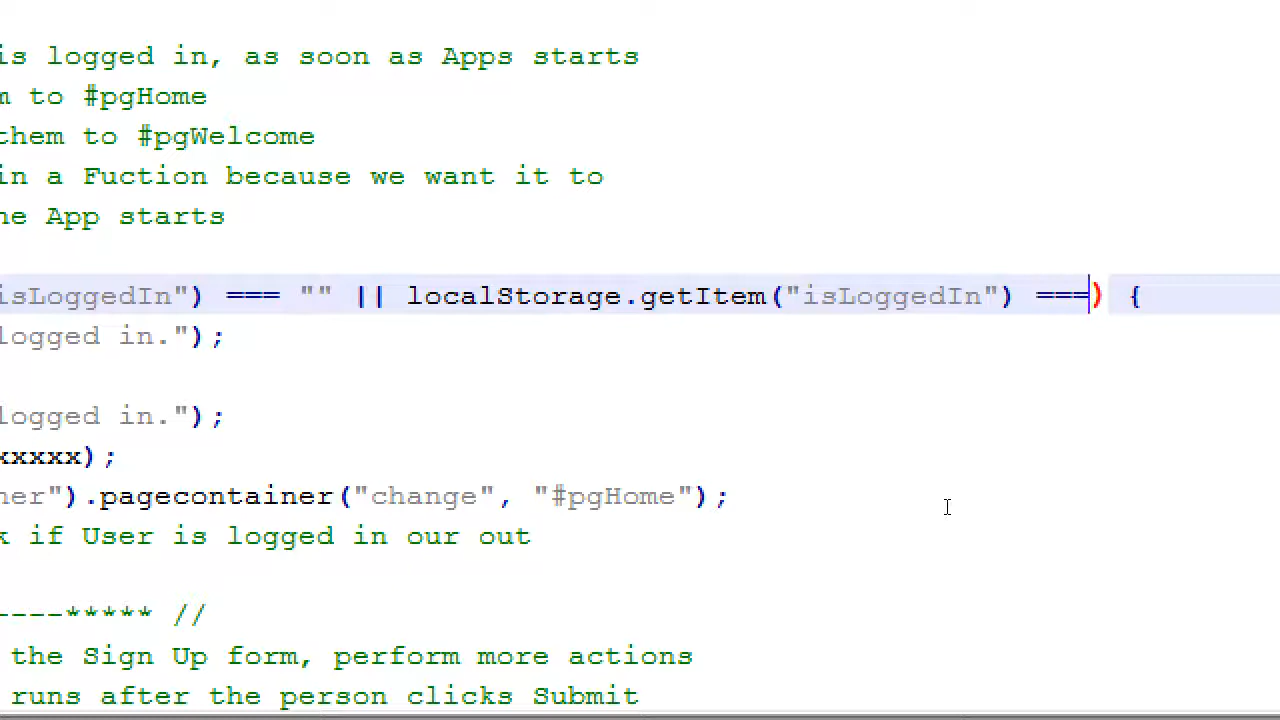 is logged in, as soon as Apps starts
m to #pgHome
them to #pgWelcome
in a Fuction because we want it to
he App starts
isLoggedIn") === "" || localStorage.getItem("isLoggedIn") ===) {
logged in.");
logged in.");
xxxxx);
ner").pagecontainer("change", "#pgHome");
k if User is logged in our out
----***** //
the Sign Up form, perform more actions
runs after the person clicks Submit